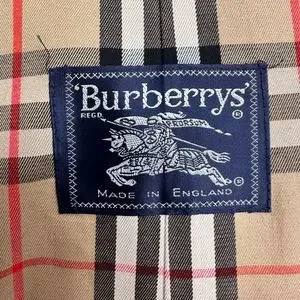 'Burberrys'
REGD.
PRORSUM
©
MADE IN ENGLAND
®